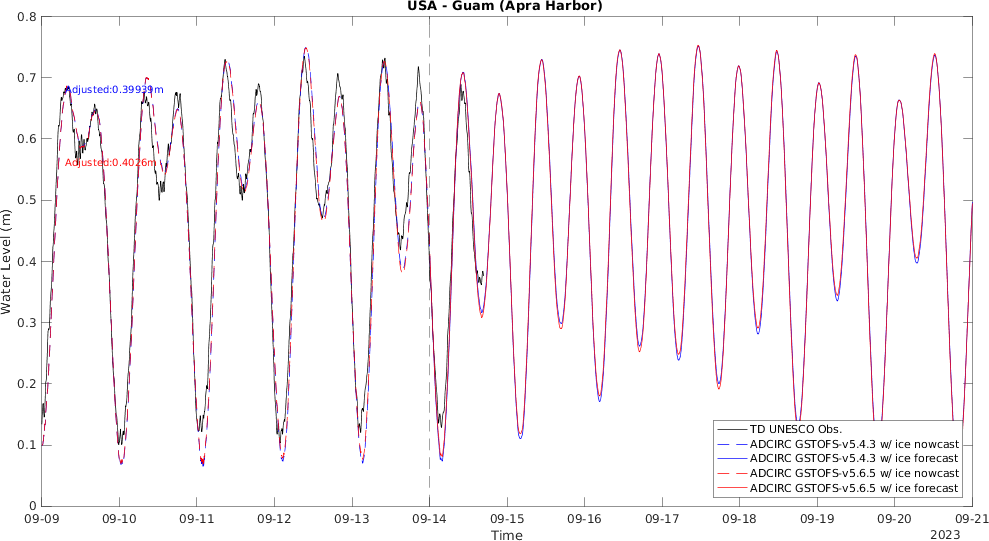 USA - Guam (Apra Harbor)
0.8
0.7
0.6
0.5
0.4
0.3
0.2
0.1
0
Water Level (m)
Adjusted:0.39939m
Adjusted:0.4026m
TD UNESCO Obs.
ADCIRC GSTOFS-v5.4.3 w/ ice nowcast
ADCIRC GSTOFS-v5.4.3 w/ ice forecast
ADCIRC GSTOFS-v5.6.5 w/ ice nowcast
ADCIRC GSTOFS-v5.6.5 w/ ice forecast
09-09 09-10 09-11 09-12 09-13 09-14 09-15 09-16 09-17 09-18 09-19 09-20 09-21
Time
2023